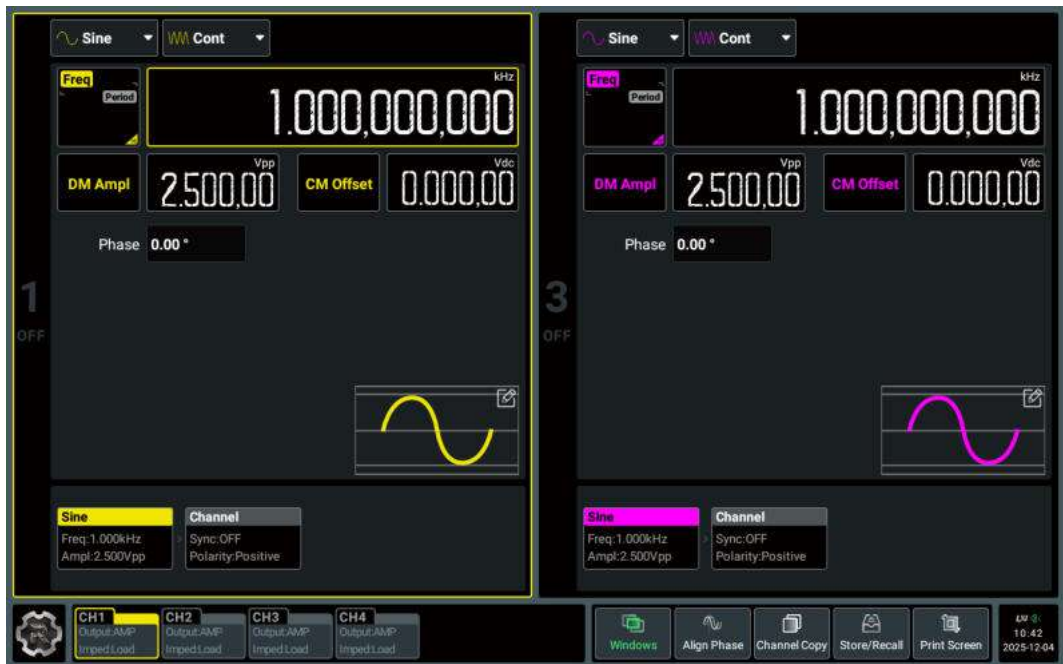 Sine Cont
Freq
Period
kHz
1.000,000,000
DM Ampl
Vpp
2.500,00
CM Offset
Vdc
0.000,00
Phase 0.00 °
1
OFF
Sine
Freq:1.000kHz
Ampl:2.500Vpp
Channel
Sync:OFF
Polarity:Positive
Sine Cont
Freq
Period
kHz
1.000,000,000
DM Ampl
Vpp
2.500,00
CM Offset
Vdc
0.000,00
Phase 0.00 °
3
OFF
Sine
Freq:1.000kHz
Ampl:2.500Vpp
Channel
Sync:OFF
Polarity:Positive
CH1
Output:AMP
Imped:Load
CH2
Output:AMP
Imped:Load
CH3
Output:AMP
Imped:Load
CH4
Output:AMP
Imped:Load
Windows
Align Phase
Channel Copy
Store/Recall
Print Screen
10:42
2025-12-04